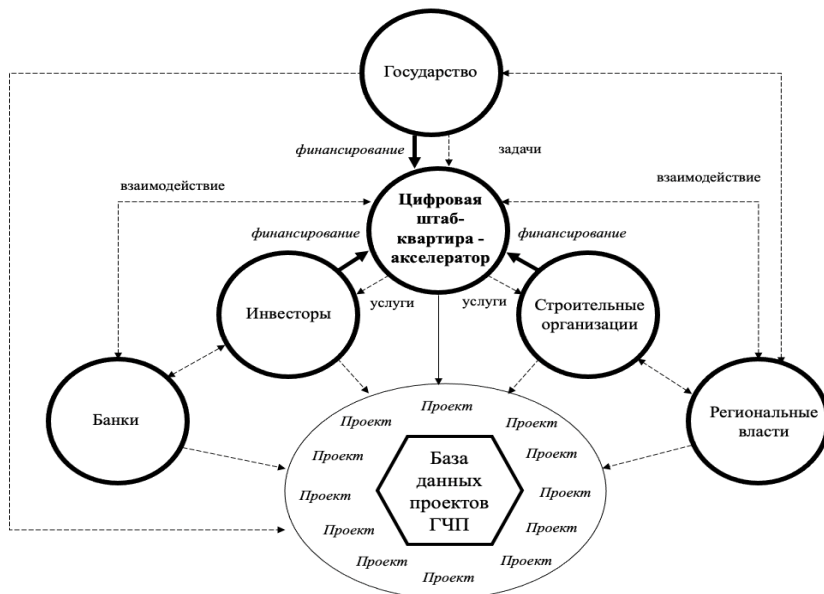 Государство
финансирование
задачи
взаимодействие
взаимодействие
Цифровая
штаб-
квартира -
акселератор
финансирование
финансирование
Инвесторы
услуги
услуги
Строительные
организации
Банки
Региональные
власти
Проект
Проект
Проект
Проект
Проект
Проект
Проект
Проект
Проект
Проект
Проект
Проект
Проект
База
данных
проектов
ГЧП